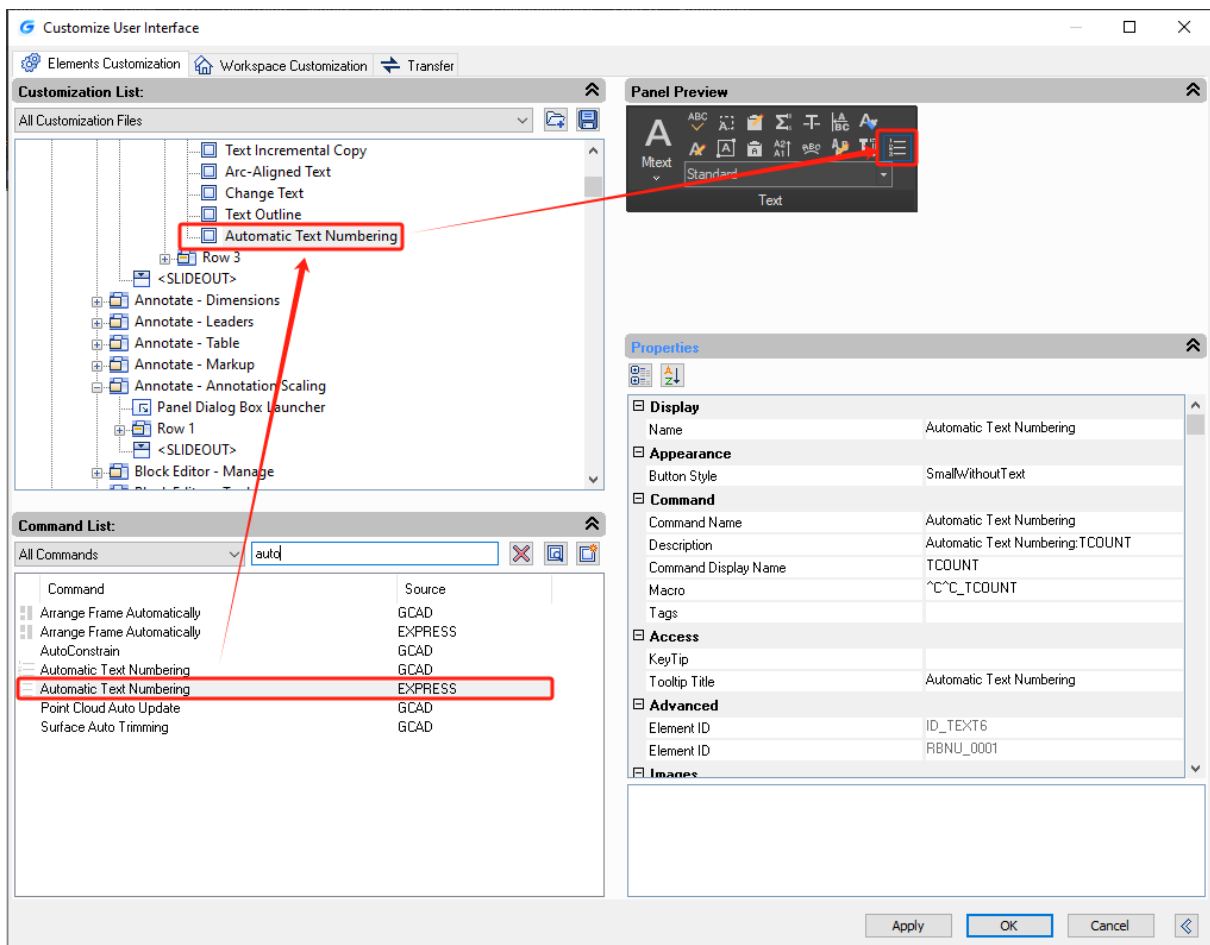 Customize User Interface
Elements Customization
Workspace Customization
Transfer
Customization List:
All Customization Files
Text Incremental Copy
Arc-Aligned Text
Change Text
Text Outline
Automatic Text Numbering
Row 3
<SLIDEOUT>
Annotate - Dimensions
Annotate - Leaders
Annotate - Table
Annotate - Markup
Annotate - Annotation Scaling
Panel Dialog Box Launcher
Row 1
<SLIDEOUT>
Block Editor - Manage
Command List:
All Commands
auto
Command Source
Arrange Frame Automatically GCAD
Arrange Frame Automatically EXPRESS
AutoConstrain GCAD
Automatic Text Numbering GCAD
Automatic Text Numbering EXPRESS
Point Cloud Auto Update GCAD
Surface Auto Trimming GCAD
Panel Preview
Mtext
Standard
Text
Properties
Display
Name Automatic Text Numbering
Appearance
Button Style SmallWithoutText
Command
Command Name Automatic Text Numbering
Description Automatic Text Numbering:TCOUNT
Command Display Name TCOUNT
Macro ^C^C_TCOUNT
Tags
Access
KeyTip
Tooltip Title Automatic Text Numbering
Advanced
Element ID ID_TEXT6
Element ID RBNU_0001
Images
Apply
OK
Cancel